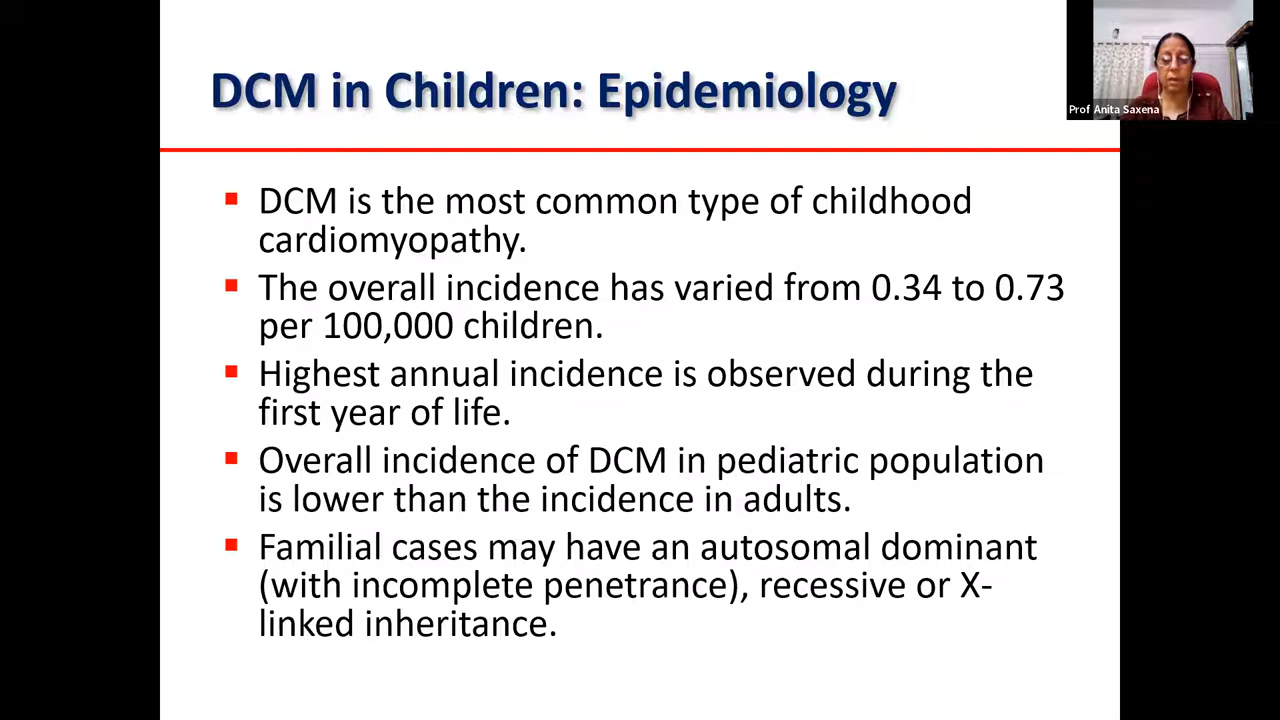 DCM in Children: Epidemiology
Prof Anita Saxena
▪ DCM is the most common type of childhood
cardiomyopathy.
▪ The overall incidence has varied from 0.34 to 0.73
per 100,000 children.
▪ Highest annual incidence is observed during the
first year of life.
▪ Overall incidence of DCM in pediatric population
is lower than the incidence in adults.
▪ Familial cases may have an autosomal dominant
(with incomplete penetrance), recessive or X-
linked inheritance.